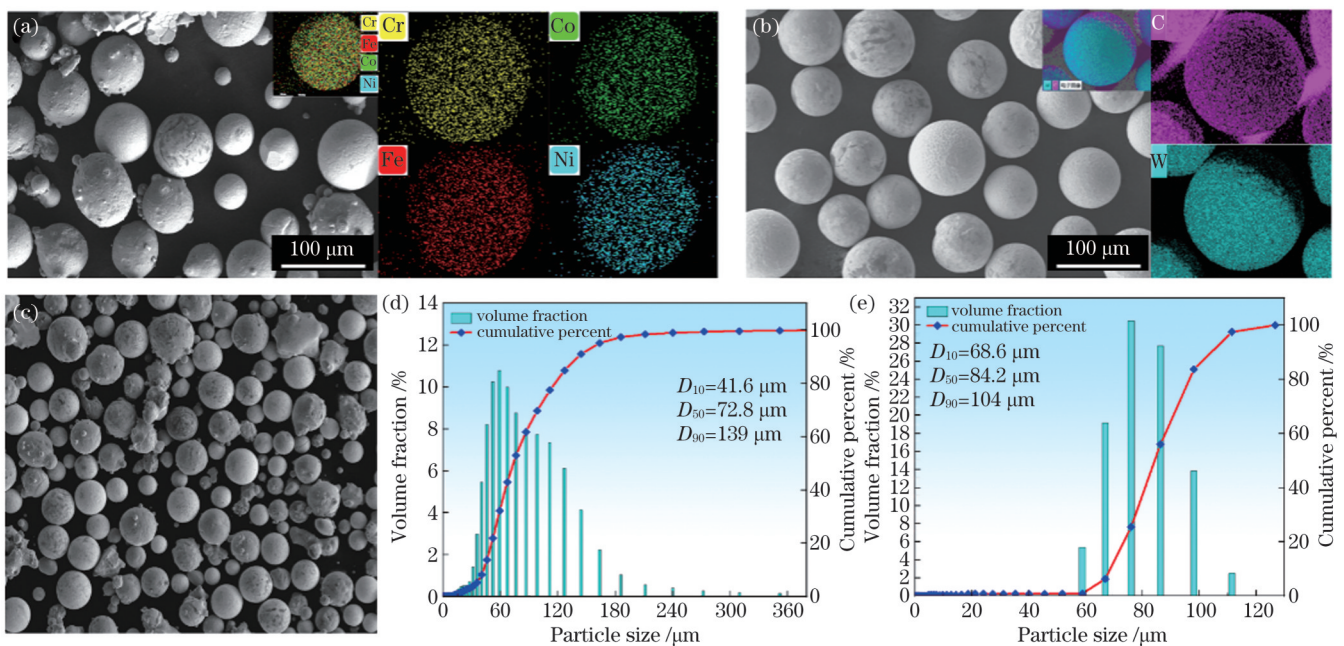 (a)
Cr
Fe
Co
Ni
Cr
Co
Fe
Ni
100 μm
(b)
电子图像
C
W
100 μm
(c)
(d)
volume fraction
cumulative percent
D10=41.6 μm
D50=72.8 μm
D90=139 μm
Volume fraction /%
14
12
10
8
6
4
2
0
0
60
120
180
240
300
360
Particle size /μm
100
80
60
40
20
0
Cumulative percent /%
(e)
volume fraction
cumulative percent
D10=68.6 μm
D50=84.2 μm
D90=104 μm
Volume fraction /%
32
30
28
26
24
22
20
18
16
14
12
10
8
6
4
2
0
0
20
40
60
80
100
120
Particle size /μm
100
80
60
40
20
0
Cumulative percent /%